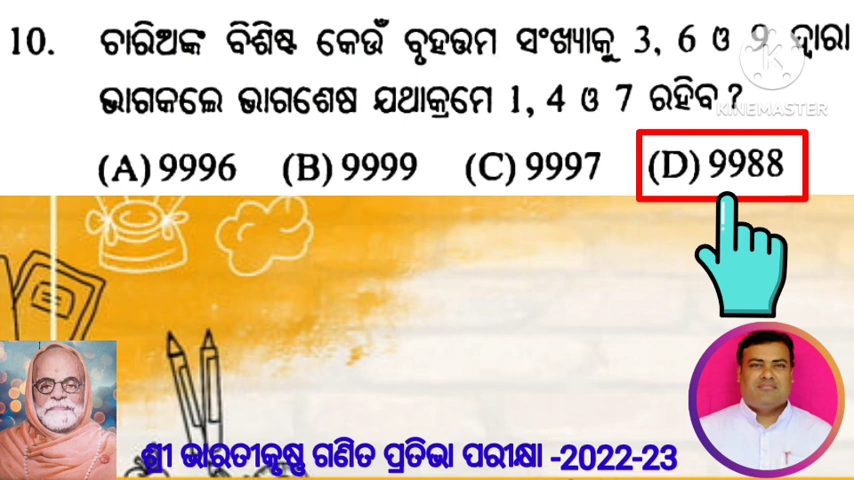 10. ଚାରିଅଙ୍କ ବିଶିଷ୍ଟ କେଉଁ ବୃହତ୍ତମ ସଂଖ୍ୟାକୁ 3, 6 ଓ 9 ଦ୍ୱାରା
ଭାଗକଲେ ଭାଗଶେଷ ଯଥାକ୍ରମେ 1, 4 ଓ 7 ରହିବ ?
KINEMASTER
(A) 9996 (B) 9999 (C) 9997 (D) 9988
ଶ୍ରୀ ଭାରତୀକୃଷ୍ଣ ଗଣିତ ପ୍ରତିଭା ପରୀକ୍ଷା -2022-23